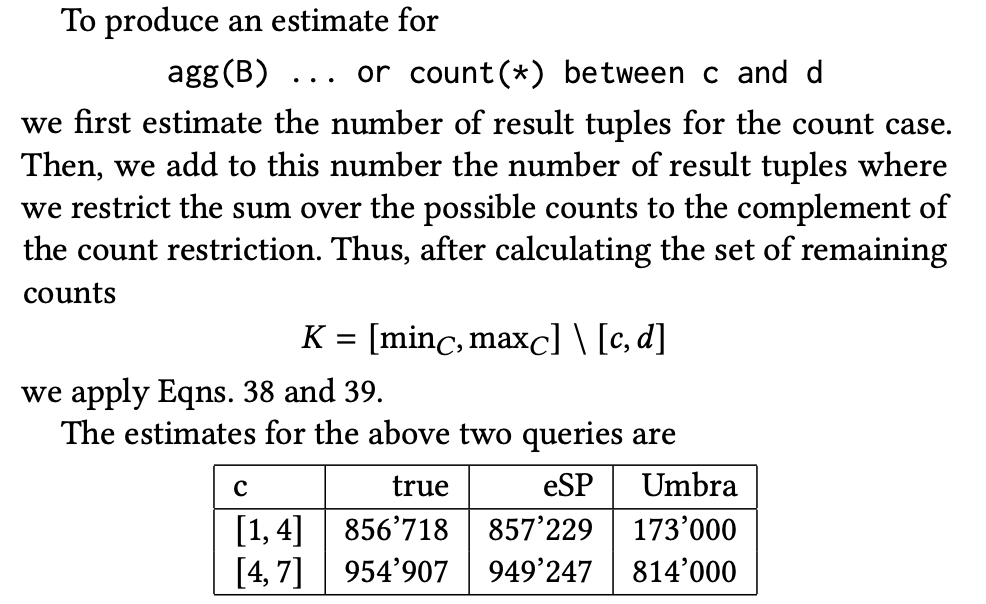 To produce an estimate for
agg(B) ... or count(*) between c and d
we first estimate the number of result tuples for the count case.
Then, we add to this number the number of result tuples where
we restrict the sum over the possible counts to the complement of
the count restriction. Thus, after calculating the set of remaining
counts
K = [min_C, max_C] \ [c, d]
we apply Eqns. 38 and 39.
The estimates for the above two queries are
c true eSP Umbra
[1, 4] 856’718 857’229 173’000
[4, 7] 954’907 949’247 814’000